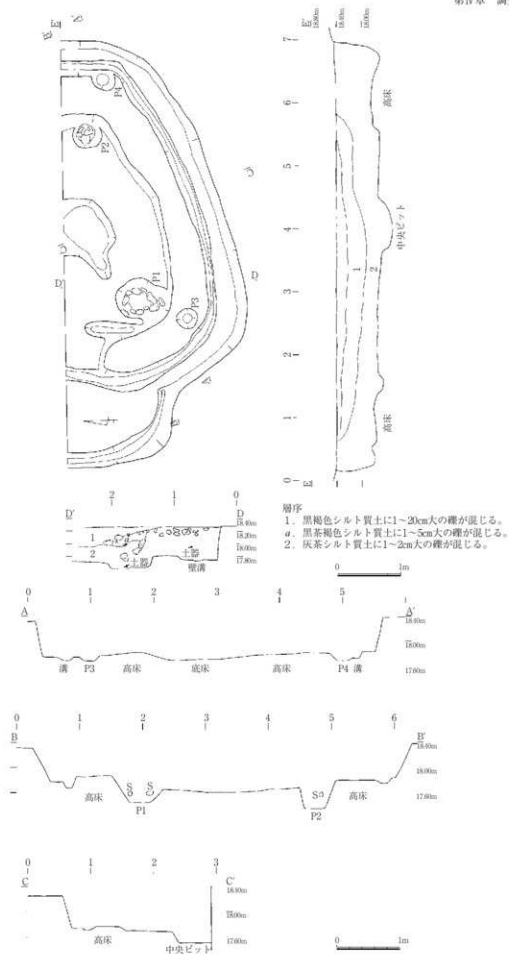 第IV章　調
E
E'
P4
P2
P1
P3
D'
D
18.80m
18.40m
18.00m
7
6
5
4
3
2
1
0
高床
中央ピット
1
2
高床
E
E'
D'
2
1
0
D
1
2
土器
土器
壁溝
18.40m
18.20m
18.00m
17.80m
層序
1．黒褐色シルト質土に1～20cm大の礫が混じる。
a．黒茶褐色シルト質土に1～5cm大の礫が混じる。
2．灰茶シルト質土に1～2cm大の礫が混じる。
0
1m
0
1
2
3
4
5
A
A'
18.40m
18.00m
17.60m
溝
P3
高床
底床
高床
P4
溝
0
1
2
3
4
5
6
B
B'
18.40m
18.00m
17.60m
高床
S
S
P1
S
P2
高床
0
1
2
3
C
C'
18.40m
18.00m
17.60m
高床
中央ピット
0
1m